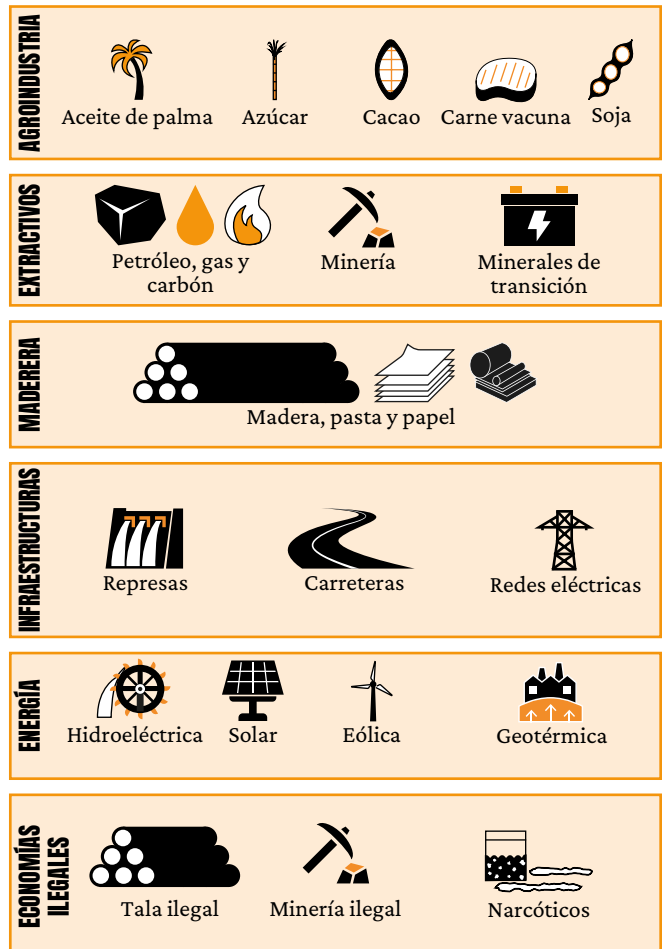 AGROINDUSTRIA
Aceite de palma
Azúcar
Cacao
Carne vacuna
Soja
EXTRACTIVOS
Petróleo, gas y
carbón
Minería
Minerales de
transición
MADERERA
Madera, pasta y papel
INFRAESTRUCTURAS
Represas
Carreteras
Redes eléctricas
ENERGÍA
Hidroeléctrica
Solar
Eólica
Geotérmica
ECONOMÍAS
ILEGALES
Tala ilegal
Minería ilegal
Narcóticos